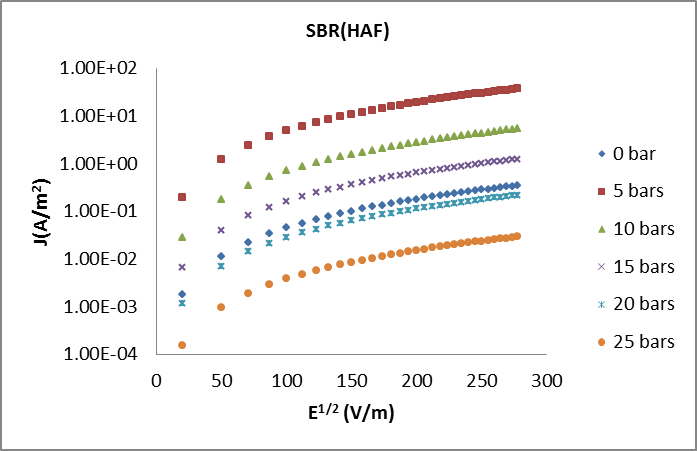 SBR(HAF)
1.00E+02
1.00E+01
1.00E+00
1.00E-01
1.00E-02
1.00E-03
1.00E-04
J(A/m²)
0 50 100 150 200 250 300
E¹/² (V/m)
0 bar
5 bars
10 bars
15 bars
20 bars
25 bars